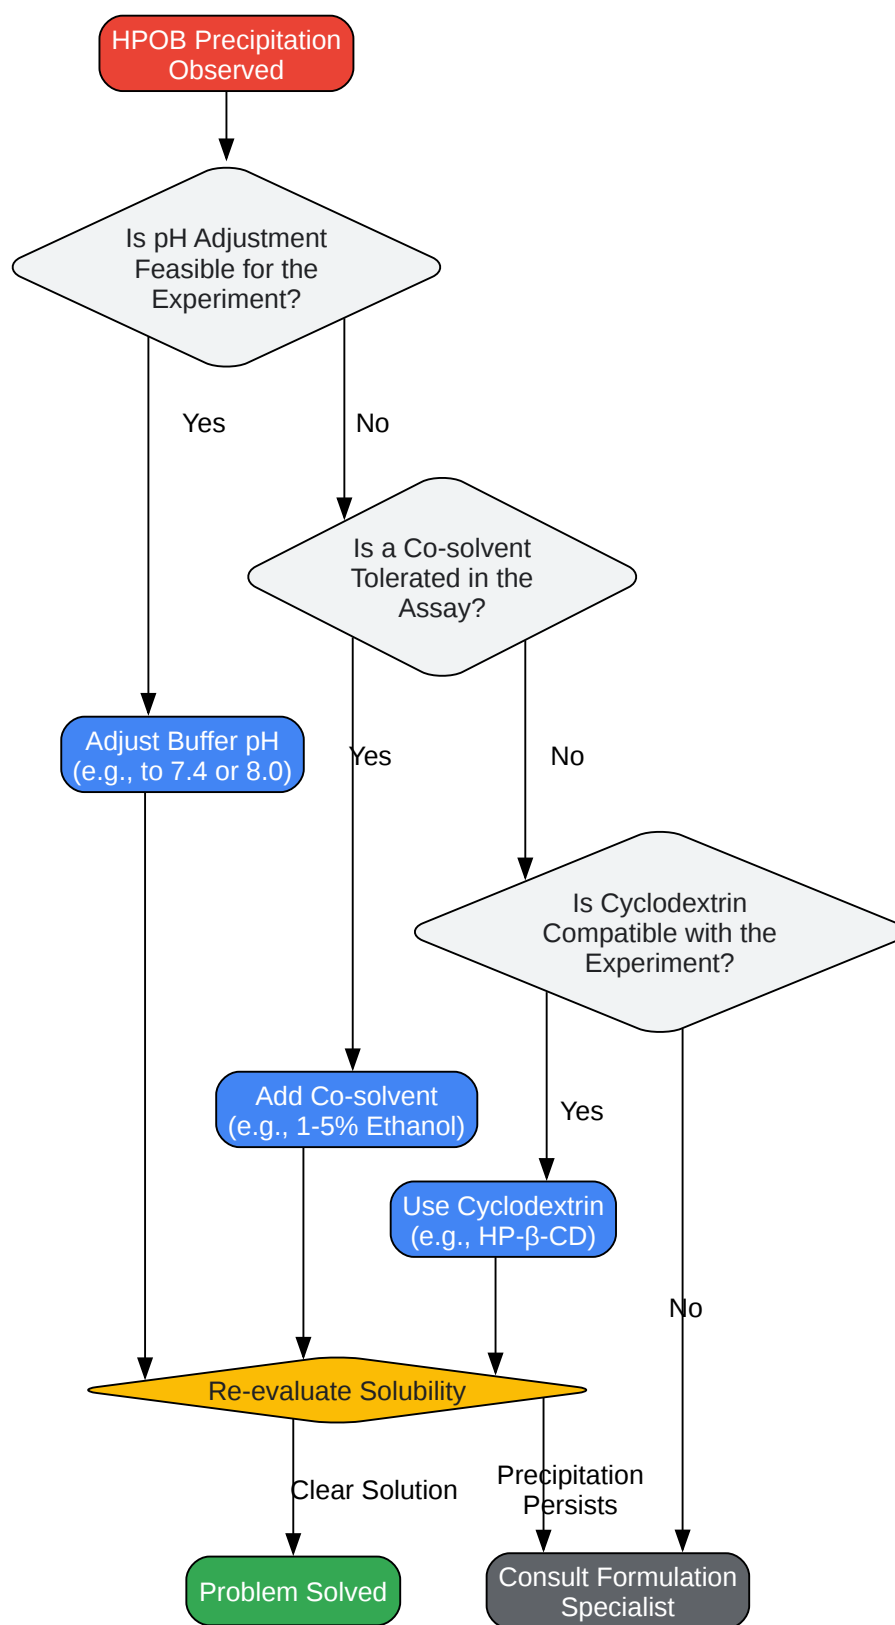 HPOB Precipitation
Observed
Is pH Adjustment
Feasible for the
Experiment?
Yes
No
Is a Co-solvent
Tolerated in the
Assay?
Adjust Buffer pH
(e.g., to 7.4 or 8.0)
Yes
No
Is Cyclodextrin
Compatible with the
Experiment?
Add Co-solvent
(e.g., 1-5% Ethanol)
Yes
Use Cyclodextrin
(e.g., HP-β-CD)
No
Re-evaluate Solubility
Clear Solution
Precipitation
Persists
Problem Solved
Consult Formulation
Specialist